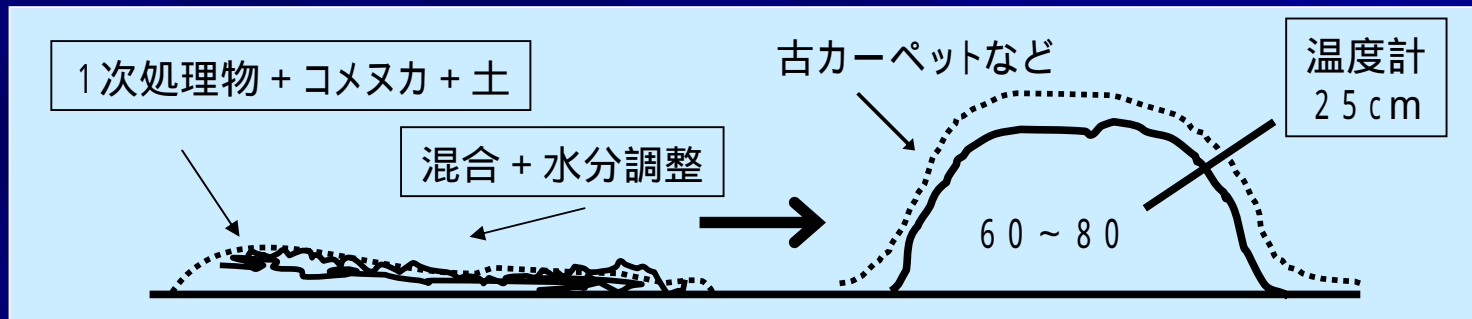 1次処理物+コメヌカ+土
混合+水分調整
古カーペットなど
60~80
温度計
25cm